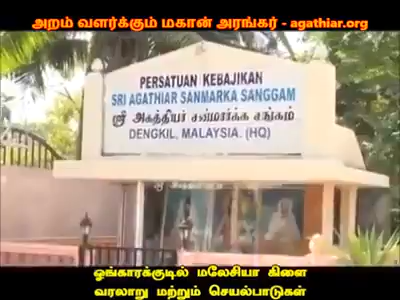 அறம் வளர்க்கும் மகான் அரங்கர் - agathiar.org
PERSATUAN KEBAJIKAN
SRI AGATHIAR SANMARKA SANGGAM
ஸ்ரீ அகத்தியர் சன்மார்க்க சங்கம்
DENGKIL, MALAYSIA. (HQ)
ஓங்காரக்குடில் மலேசியா கிளை
வரலாறு மற்றும் செயல்பாடுகள்